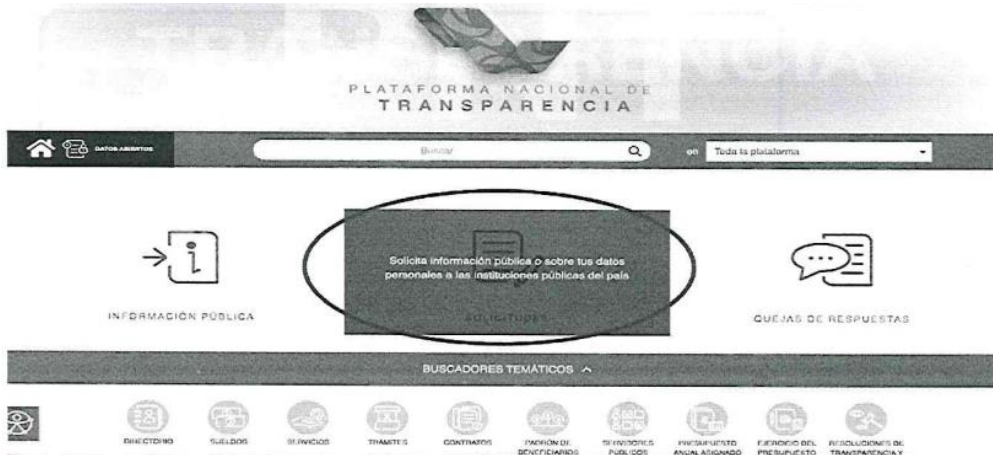 PLATAFORMA NACIONAL DE
TRANSPARENCIA
DATOS ABIERTOS
Buscar
en
Toda la plataforma
Solicita información pública o sobre tus datos
personales a las instituciones públicas del país
INFORMACIÓN PÚBLICA
SOLICITUDES
QUEJAS DE RESPUESTAS
BUSCADORES TEMÁTICOS
DIRECTORIO
SUELDOS
SERVICIOS
TRÁMITES
CONTRATOS
PADRÓN DE
BENEFICIARIOS
SERVIDORES
PÚBLICOS
PRESUPUESTO
ANUAL ASIGNADO
EJERCICIO DEL
PRESUPUESTO
RESOLUCIONES DE
TRANSPARENCIA Y